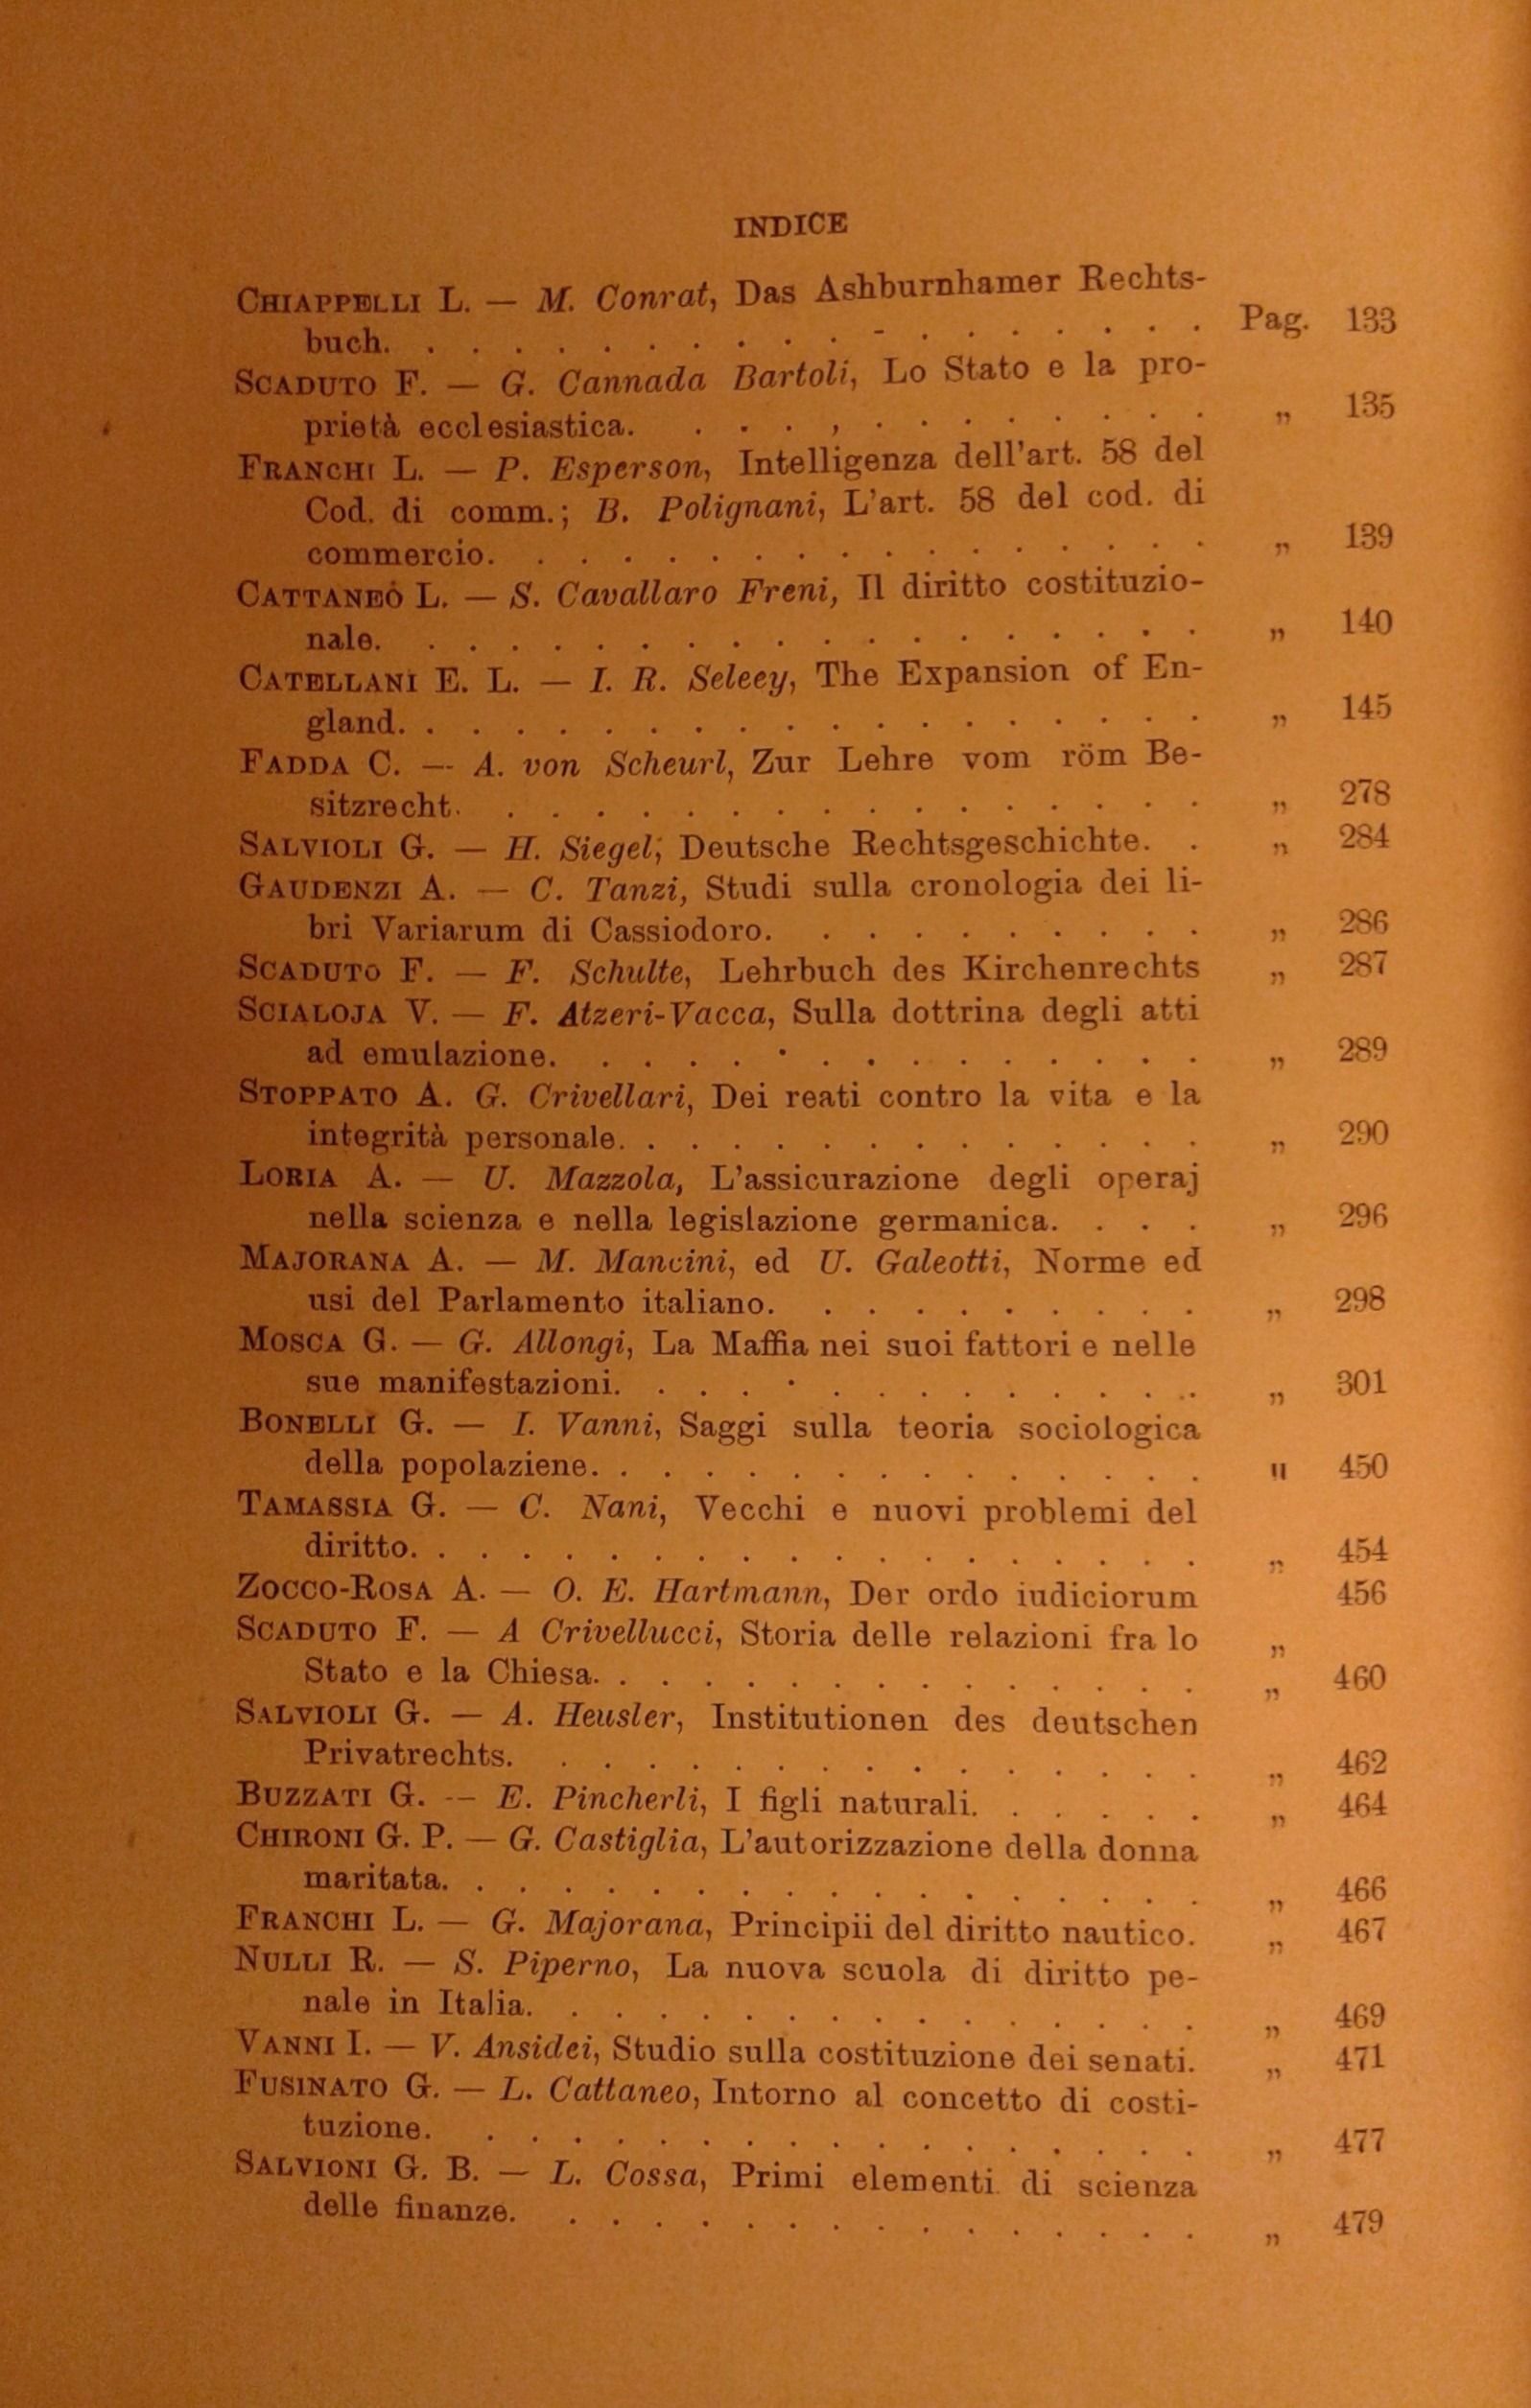 INDICE
CHIAPPELLI L. — M. Conrat, Das Ashburnhamer Rechts-
buch. . . . . . . . . . . . . . . . . . . Pag. 133
SCADUTO F. — G. Cannada Bartoli, Lo Stato e la pro-
prietà ecclesiastica. . . . . . . . . . . . . „ 135
FRANCHI L. — P. Esperson, Intelligenza dell'art. 58 del
Cod. di comm.; B. Polignani, L'art. 58 del cod. di
commercio. . . . . . . . . . . . . . . . . „ 139
CATTANEO L. — S. Cavallaro Freni, Il diritto costituzio-
nale. . . . . . . . . . . . . . . . . . . „ 140
CATELLANI E. L. — I. R. Seleey, The Expansion of En-
gland. . . . . . . . . . . . . . . . . . . „ 145
FADDA C. — A. von Scheurl, Zur Lehre vom röm Be-
sitzrecht. . . . . . . . . . . . . . . . . . „ 278
SALVIOLI G. — H. Siegel, Deutsche Rechtsgeschichte. . „ 284
GAUDENZI A. — C. Tanzi, Studi sulla cronologia dei li-
bri Variarum di Cassiodoro. . . . . . . . . . „ 286
SCADUTO F. — F. Schulte, Lehrbuch des Kirchenrechts „ 287
SCIALOJA V. — F. Atzeri-Vacca, Sulla dottrina degli atti
ad emulazione. . . . . . . . . . . . . . . . „ 289
STOPPATO A. G. Crivellari, Dei reati contro la vita e la
integrità personale. . . . . . . . . . . . . . . „ 290
LORIA A. — U. Mazzola, L'assicurazione degli operaj
nella scienza e nella legislazione germanica. . . . „ 296
MAJORANA A. — M. Mancini, ed U. Galeotti, Norme ed
usi del Parlamento italiano. . . . . . . . . . „ 298
MOSCA G. — G. Allongi, La Maffia nei suoi fattori e nelle
sue manifestazioni. . . . . . . . . . . . . . „ 301
BONELLI G. — I. Vanni, Saggi sulla teoria sociologica
della popolaziene. . . . . . . . . . . . . . . „ 450
TAMASSIA G. — C. Nani, Vecchi e nuovi problemi del
diritto. . . . . . . . . . . . . . . . . . . „ 454
ZOCCO-ROSA A. — O. E. Hartmann, Der ordo iudiciorum 456
SCADUTO F. — A Crivellucci, Storia delle relazioni fra lo „
Stato e la Chiesa. . . . . . . . . . . . . . . „ 460
SALVIOLI G. — A. Heusler, Institutionen des deutschen
Privatrechts. . . . . . . . . . . . . . . . . „ 462
BUZZATI G. — E. Pincherli, I figli naturali. . . . . . „ 464
CHIRONI G. P. — G. Castiglia, L'autorizzazione della donna
maritata. . . . . . . . . . . . . . . . . . . „ 466
FRANCHI L. — G. Majorana, Principii del diritto nautico. „ 467
NULLI R. — S. Piperno, La nuova scuola di diritto pe-
nale in Italia. . . . . . . . . . . . . . . . . „ 469
VANNI I. — V. Ansidei, Studio sulla costituzione dei senati. „ 471
FUSINATO G. — L. Cattaneo, Intorno al concetto di costi-
tuzione. . . . . . . . . . . . . . . . . . „ 477
SALVIONI G. B. — L. Cossa, Primi elementi di scienza
delle finanze. . . . . . . . . . . . . . . . „ 479